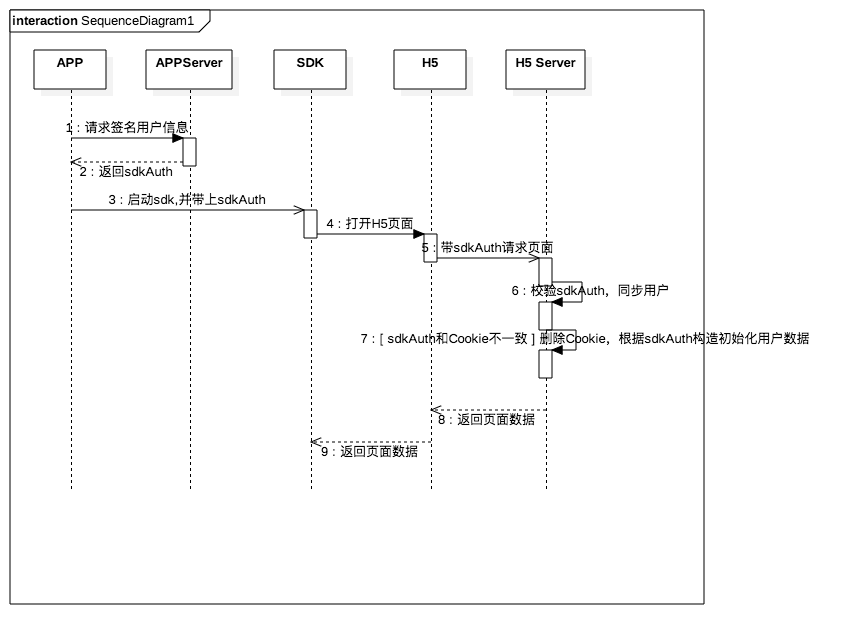 interaction SequenceDiagram1
APP
APPServer
SDK
H5
H5 Server
1 : 请求签名用户信息
2 : 返回sdkAuth
3 : 启动sdk,并带上sdkAuth
4 : 打开H5页面
5 : 带sdkAuth请求页面
6 : 校验sdkAuth，同步用户
7 : [ sdkAuth和Cookie不一致 ] 删除Cookie，根据sdkAuth构造初始化用户数据
8 : 返回页面数据
9 : 返回页面数据